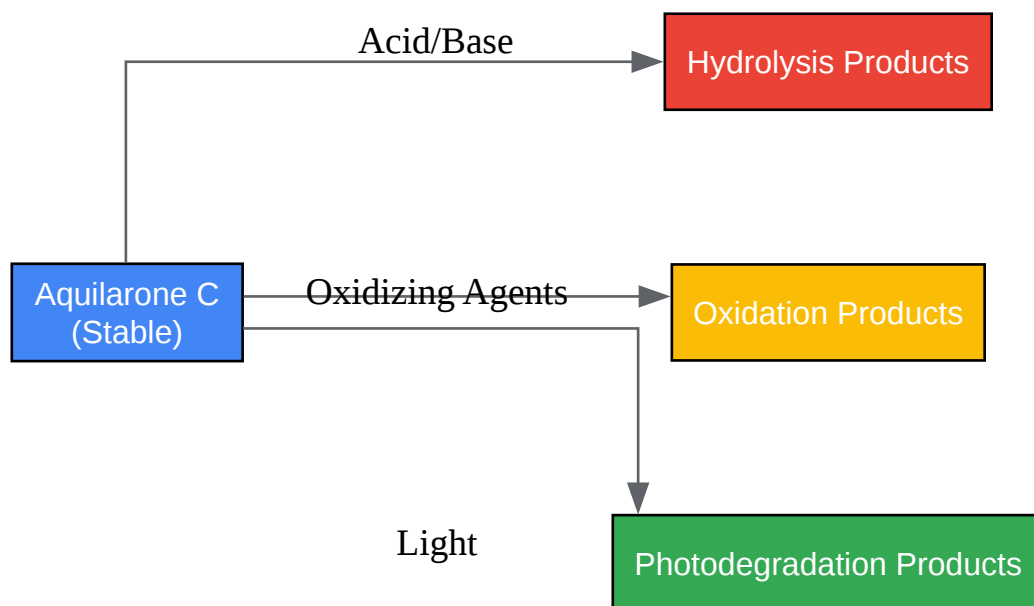 Acid/Base
Hydrolysis Products
Aquilarone C
(Stable)
Oxidizing Agents
Oxidation Products
Light
Photodegradation Products